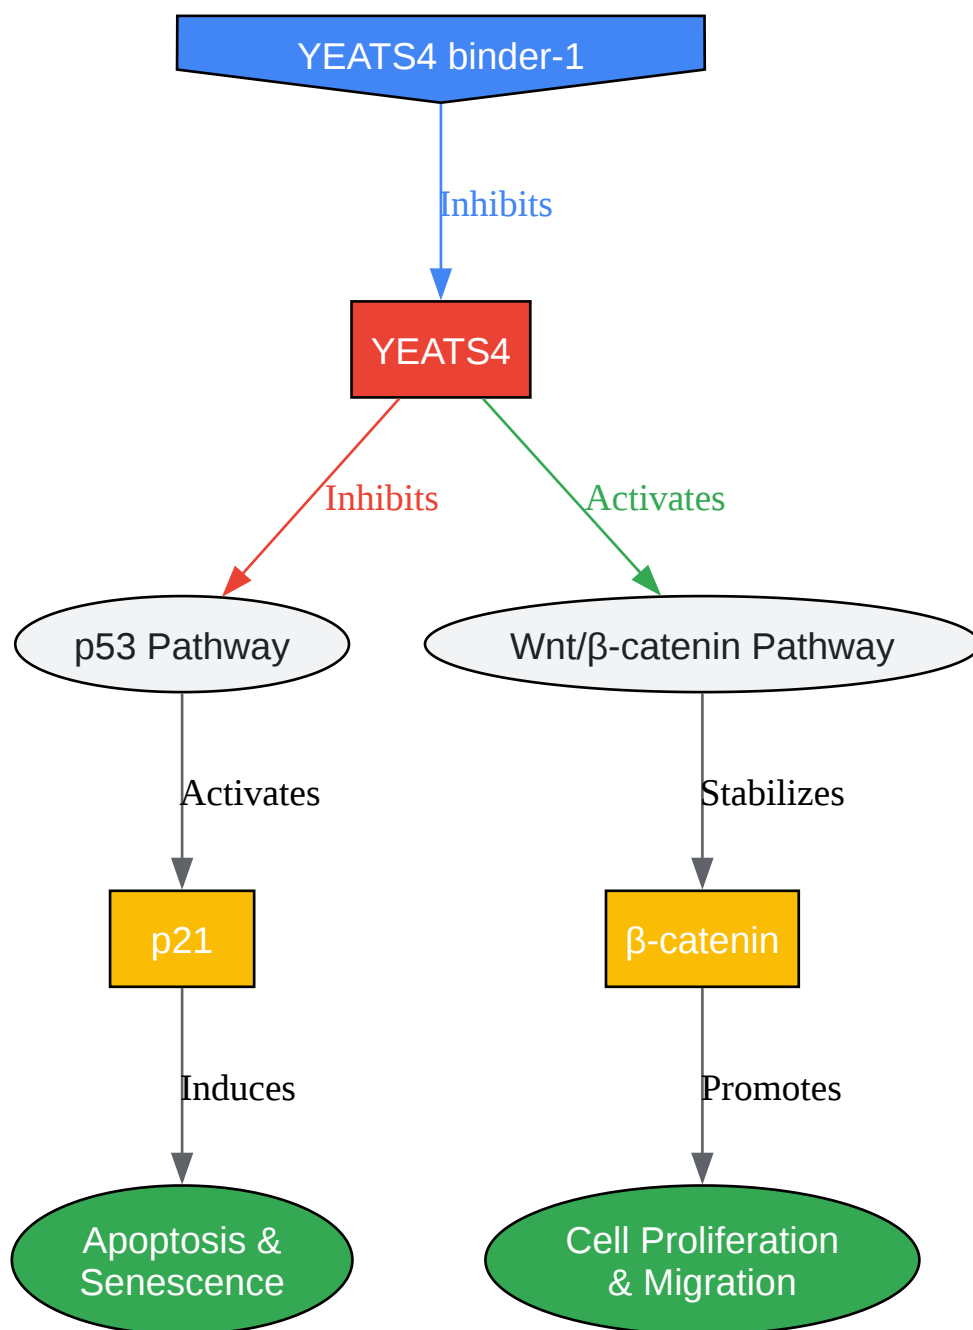 YEATS4 binder-1
Inhibits
YEATS4
Inhibits
Activates
p53 Pathway
Wnt/β-catenin Pathway
Activates
Stabilizes
p21
β-catenin
Induces
Promotes
Apoptosis &
Senescence
Cell Proliferation
& Migration